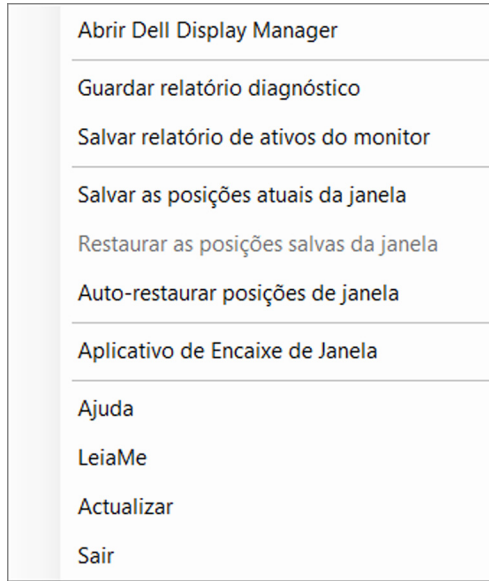 Abrir Dell Display Manager
Guardar relatório diagnóstico
Salvar relatório de ativos do monitor
Salvar as posições atuais da janela
Restaurar as posições salvas da janela
Auto-restaurar posições de janela
Aplicativo de Encaixe de Janela
Ajuda
LeiaMe
Actualizar
Sair